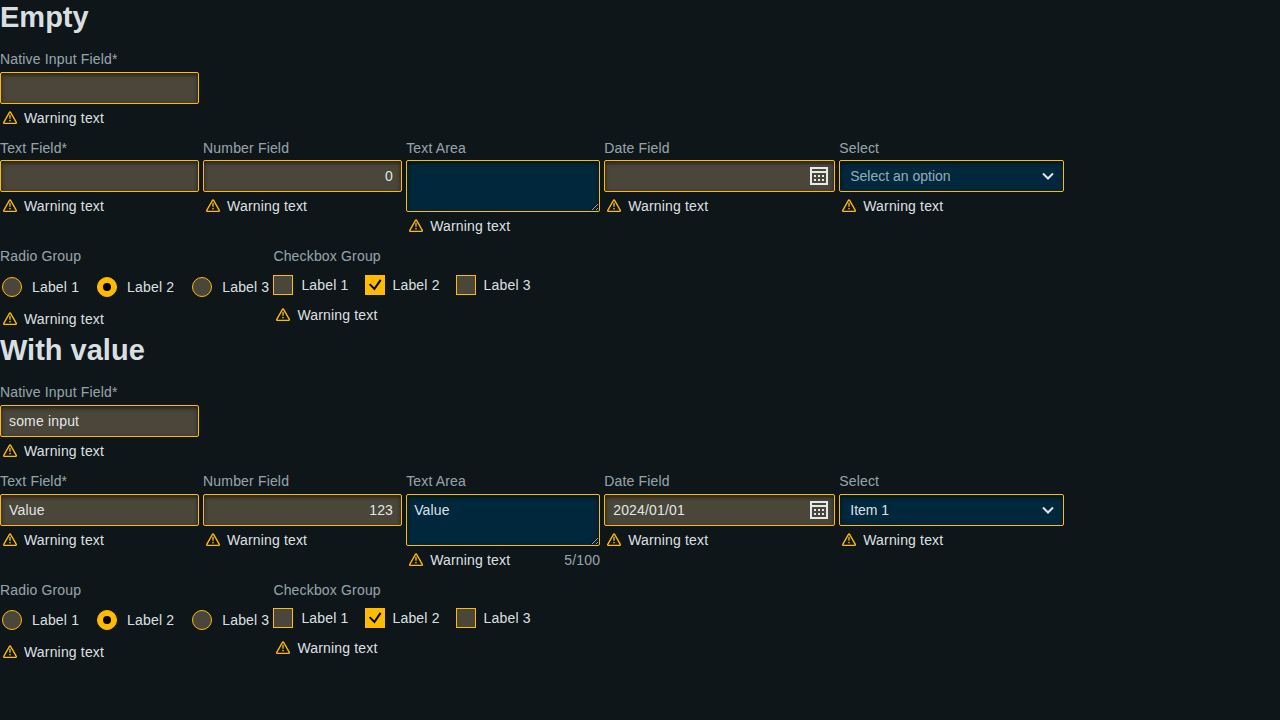 Empty
Native Input Field*
Warning text
Text Field* Number Field Text Area Date Field Select
0 Select an option
Warning text Warning text Warning text Warning text
Warning text
Radio Group Checkbox Group
Label 1 Label 2 Label 3 Label 1 Label 2 Label 3
Warning text Warning text
With value
Native Input Field*
some input
Warning text
Text Field* Number Field Text Area Date Field Select
Value 123 Value 2024/01/01 Item 1
Warning text Warning text Warning text Warning text
Warning text 5/100
Radio Group Checkbox Group
Label 1 Label 2 Label 3 Label 1 Label 2 Label 3
Warning text Warning text